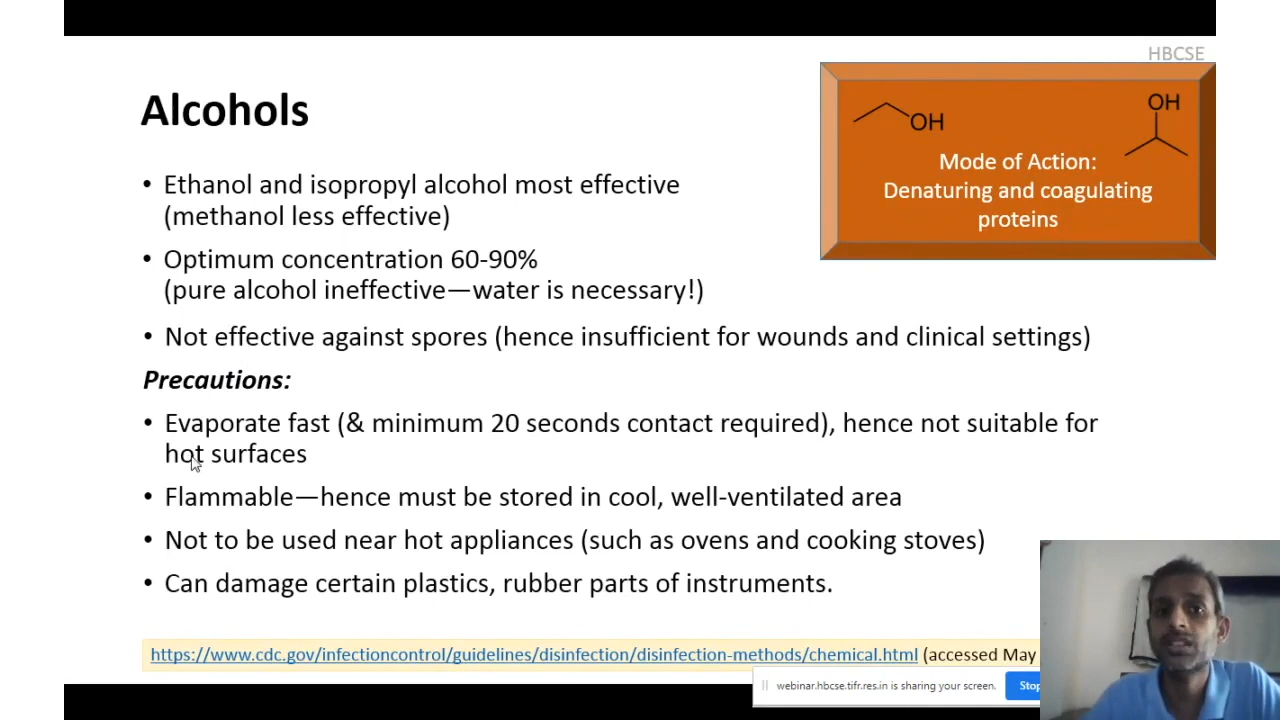 HBCSE
Alcohols
OH
OH
Mode of Action:
Denaturing and coagulating
proteins
• Ethanol and isopropyl alcohol most effective
(methanol less effective)
• Optimum concentration 60-90%
(pure alcohol ineffective—water is necessary!)
• Not effective against spores (hence insufficient for wounds and clinical settings)
Precautions:
• Evaporate fast (& minimum 20 seconds contact required), hence not suitable for
hot surfaces
• Flammable—hence must be stored in cool, well-ventilated area
• Not to be used near hot appliances (such as ovens and cooking stoves)
• Can damage certain plastics, rubber parts of instruments.
https://www.cdc.gov/infectioncontrol/guidelines/disinfection/disinfection-methods/chemical.html (accessed May
webinar.hbcse.tifr.res.in is sharing your screen.